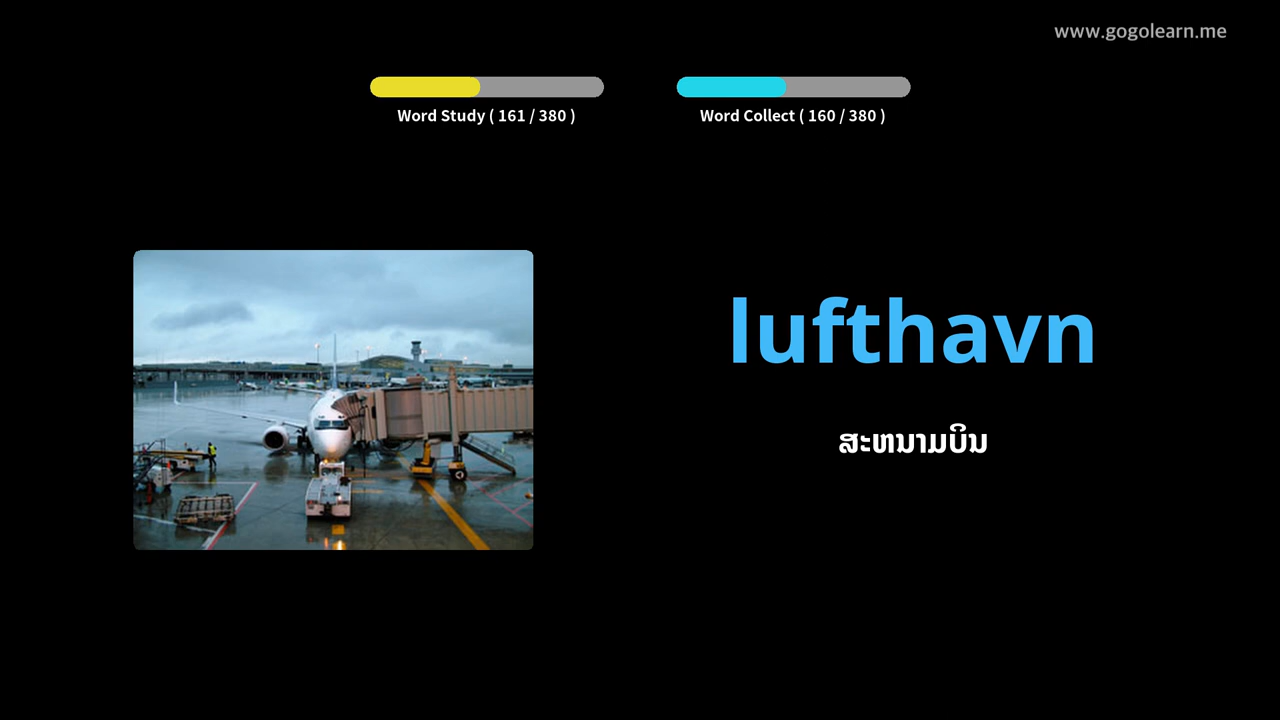 www.gogolearn.me
Word Study ( 161 / 380 )
Word Collect ( 160 / 380 )
lufthavn
ສະຫນາມບິນ